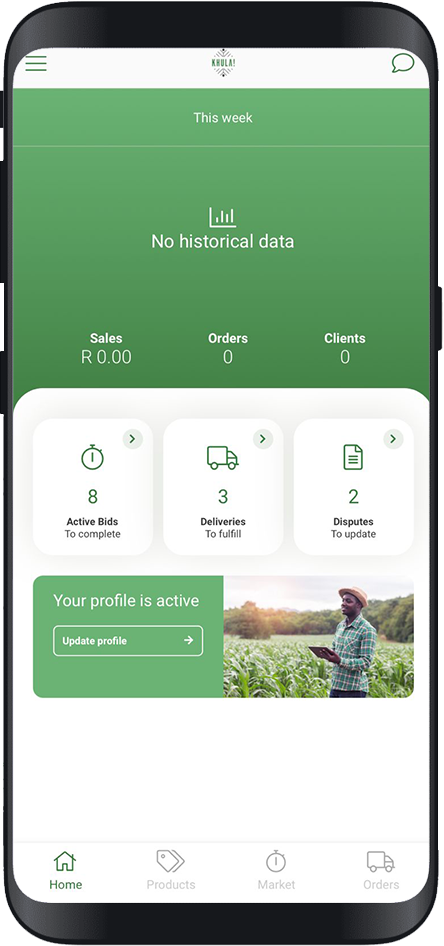 KHULA!
This week
No historical data
Sales Orders Clients
R 0.00 0 0
8 3 2
Active Bids Deliveries Disputes
To complete To fulfill To update
Your profile is active
Update profile
Home Products Market Orders